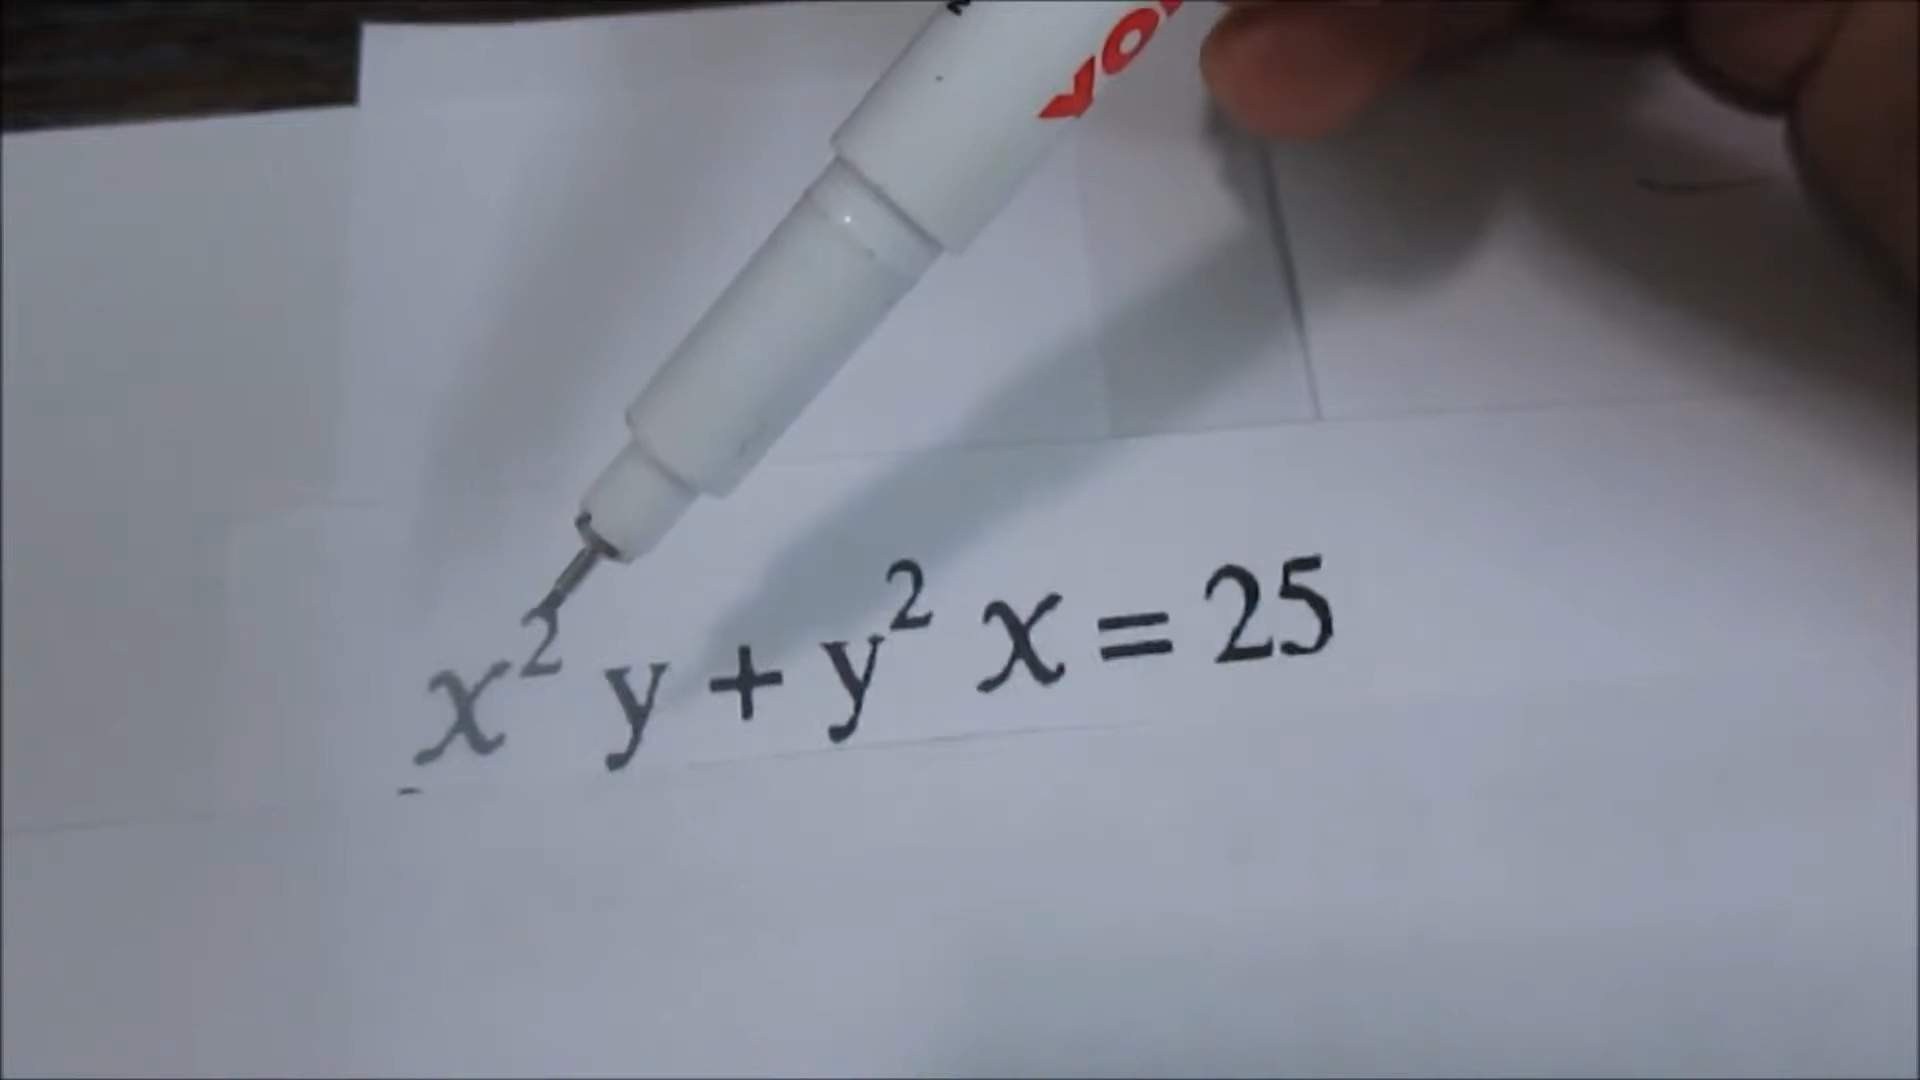 x² y + y² x = 25